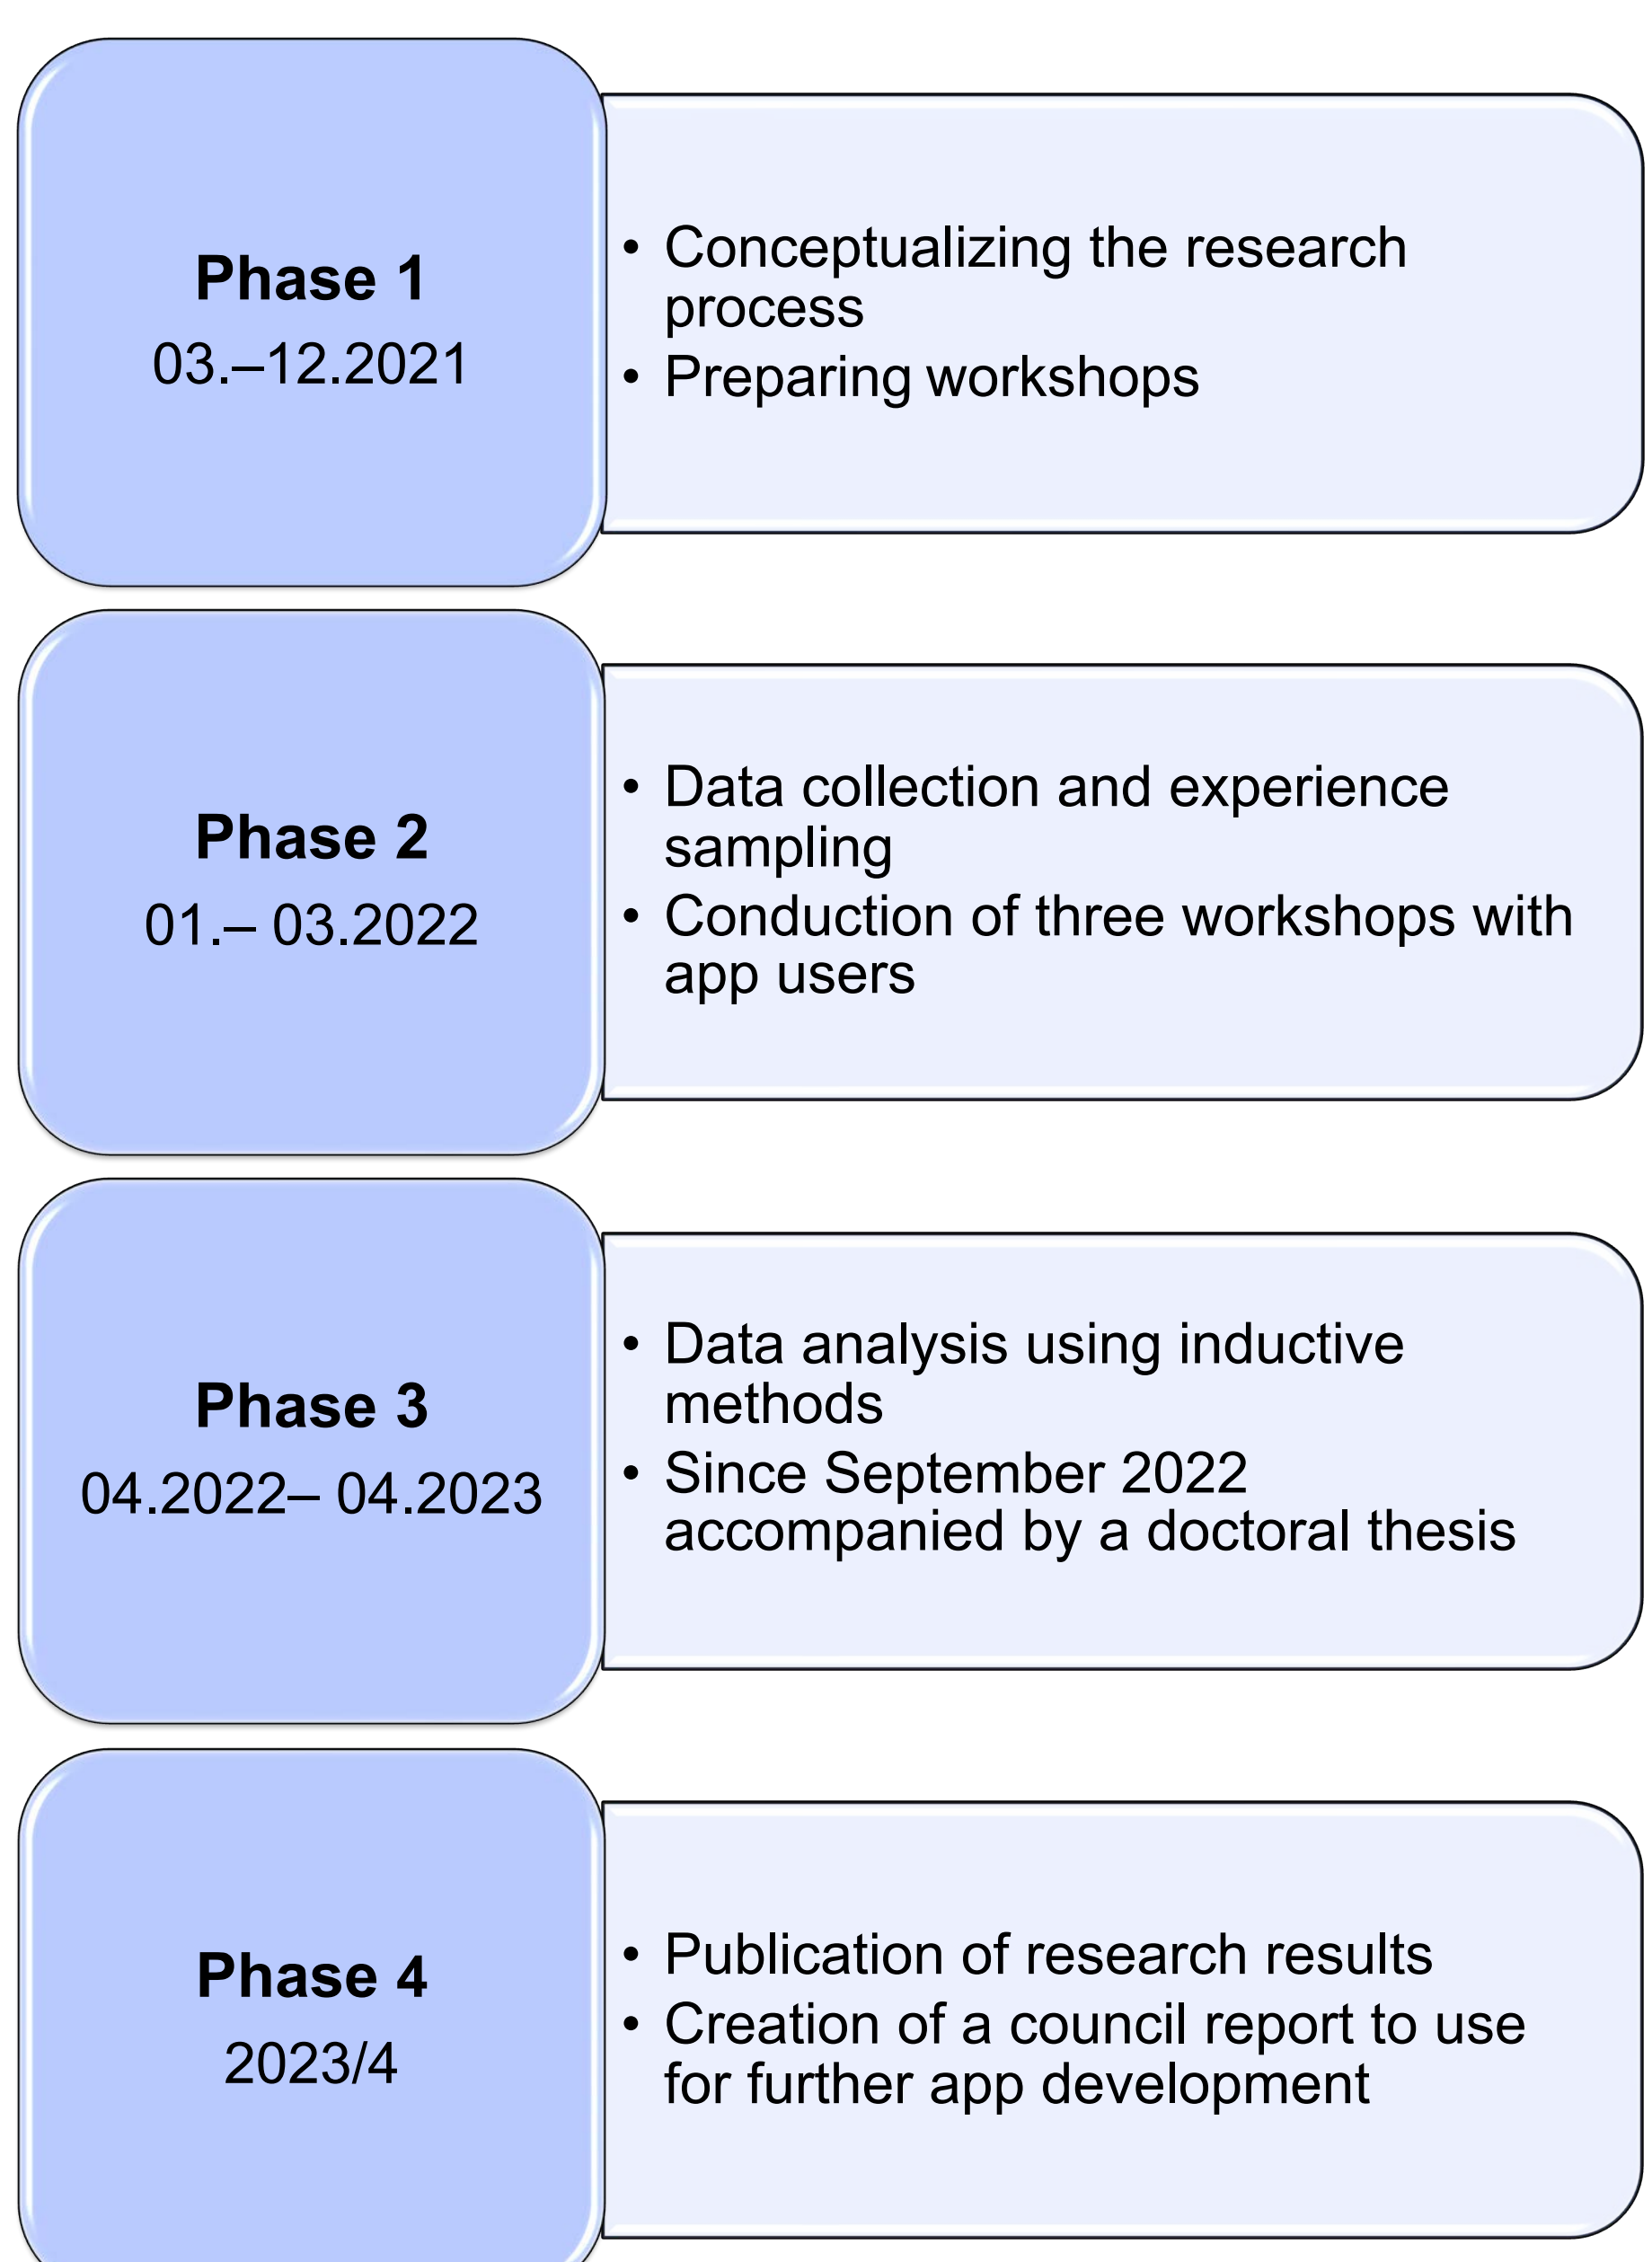 Phase 1
03.–12.2021
• Conceptualizing the research
process
• Preparing workshops
Phase 2
01.– 03.2022
• Data collection and experience
sampling
• Conduction of three workshops with
app users
Phase 3
04.2022– 04.2023
• Data analysis using inductive
methods
• Since September 2022
accompanied by a doctoral thesis
Phase 4
2023/4
• Publication of research results
• Creation of a council report to use
for further app development